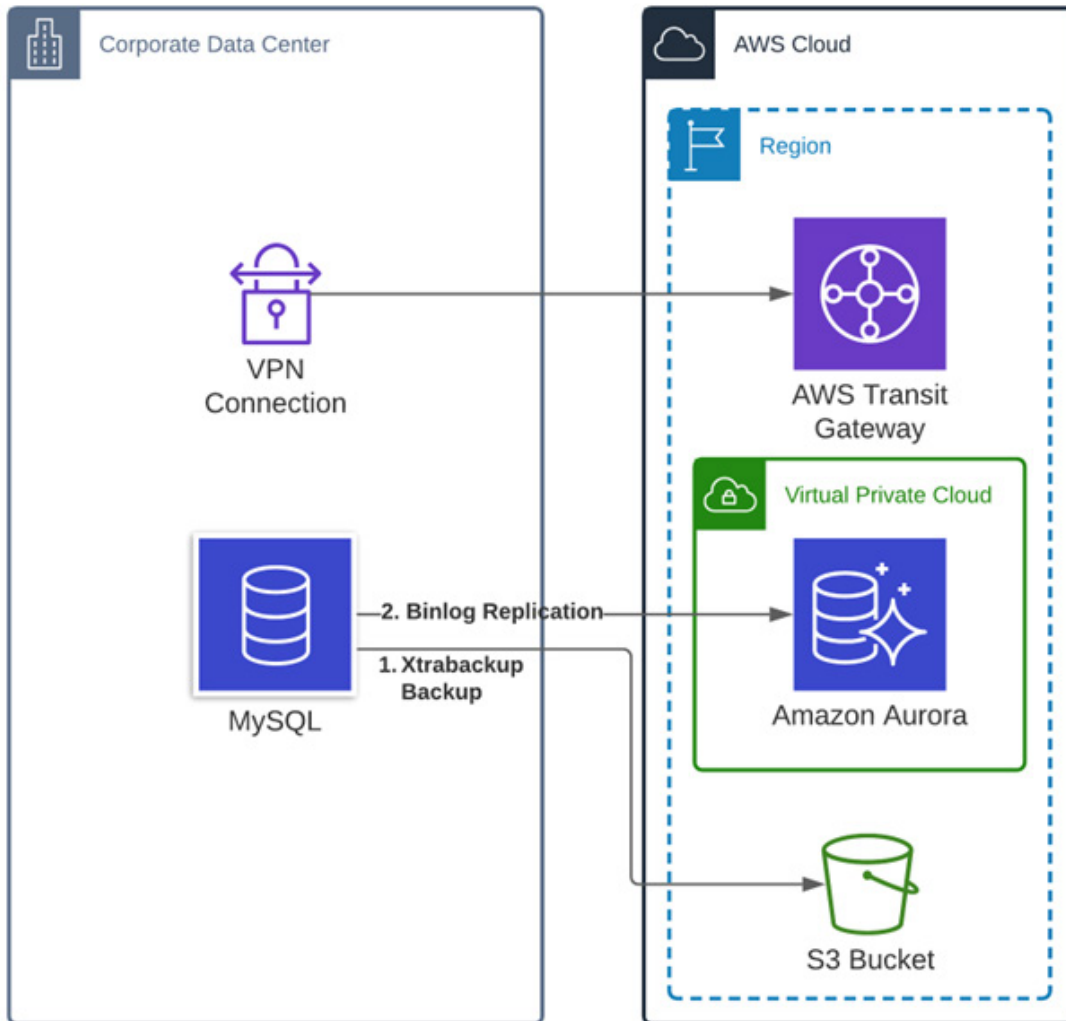 Corporate Data Center
AWS Cloud
Region
VPN
Connection
AWS Transit
Gateway
Virtual Private Cloud
2. Binlog Replication
1. Xtrabackup
Backup
MySQL
Amazon Aurora
S3 Bucket